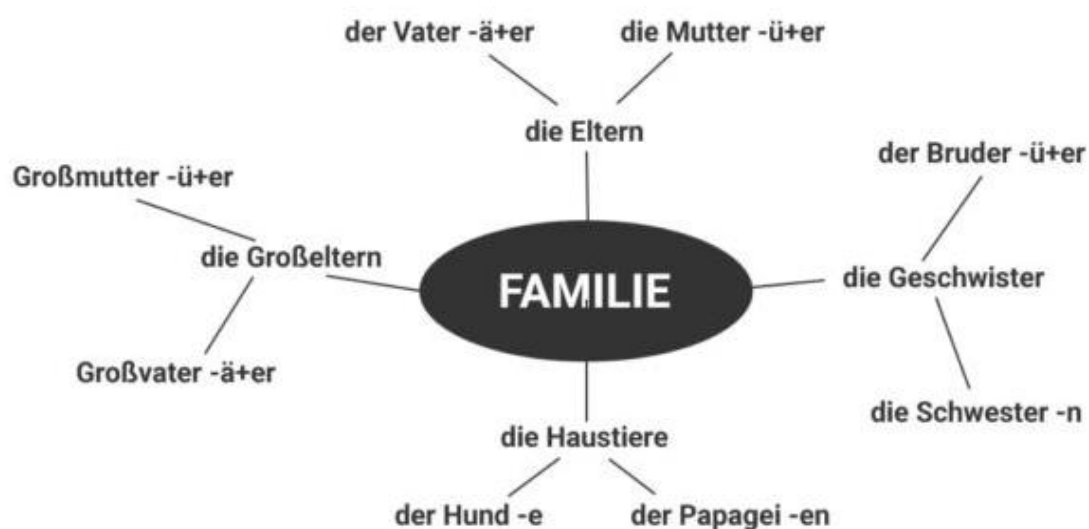 der Vater -ä+er
die Mutter -ü+er
die Eltern
der Bruder -ü+er
Großmutter -ü+er
die Großeltern
FAMILIE
die Geschwister
Großvater -ä+er
die Schwester -n
die Haustiere
der Hund -e
der Papagei -en